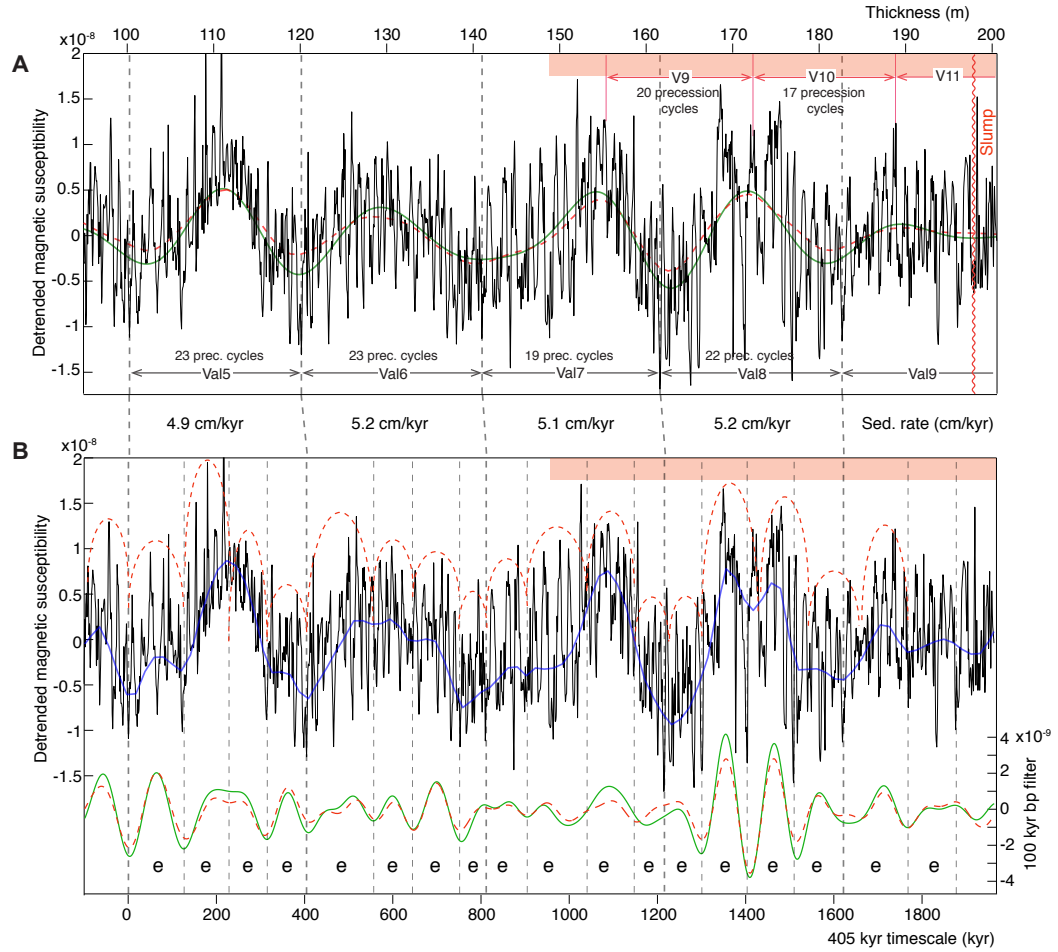 Thickness (m)
100 110 120 130 140 150 160 170 180 190 200
x10⁻⁸
A
2
1.5
1
0.5
0
-0.5
-1
-1.5
Detrended magnetic susceptibility
V9 V10 V11
20 precession cycles
17 precession
cycles
Slump
23 prec. cycles 23 prec. cycles 19 prec. cycles 22 prec. cycles
Val5 Val6 Val7 Val8 Val9
4.9 cm/kyr 5.2 cm/kyr 5.1 cm/kyr 5.2 cm/kyr Sed. rate (cm/kyr)
B
x10⁻⁸
2
1.5
1
0.5
0
-0.5
-1
-1.5
Detrended magnetic susceptibility
4 x10⁻⁹
2
0
-2
-4
100 kyr bp filter
e e e e e e e e e e e e e e e e e e e
0 200 400 600 800 1000 1200 1400 1600 1800
405 kyr timescale (kyr)